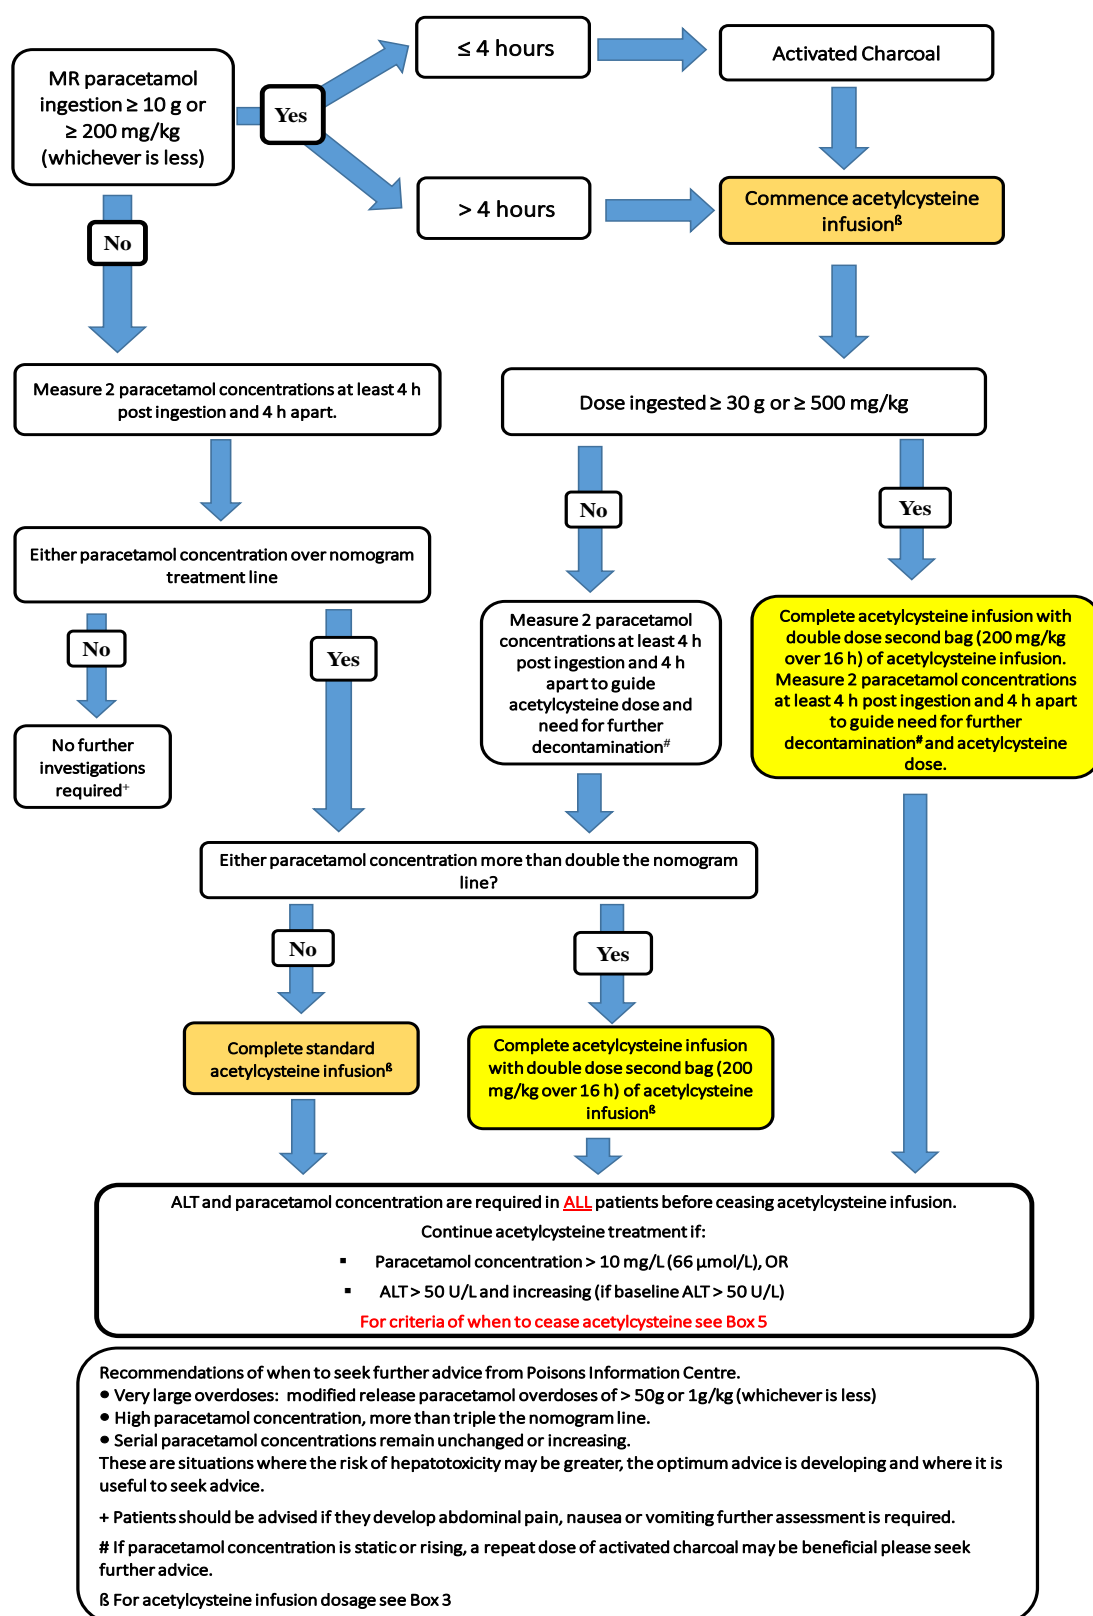 MR paracetamol
ingestion ≥ 10 g or
≥ 200 mg/kg
(whichever is less)
Yes
≤ 4 hours
Activated Charcoal
> 4 hours
Commence acetylcysteine
infusionß
No
Measure 2 paracetamol concentrations at least 4 h
post ingestion and 4 h apart.
Dose ingested ≥ 30 g or ≥ 500 mg/kg
No
Yes
Either paracetamol concentration over nomogram
treatment line
No
Yes
No further
investigations
required+
Measure 2 paracetamol
concentrations at least 4 h
post ingestion and 4 h
apart to guide
acetylcysteine dose and
need for further
decontamination#
Complete acetylcysteine infusion with
double dose second bag (200 mg/kg
over 16 h) of acetylcysteine infusion.
Measure 2 paracetamol concentrations
at least 4 h post ingestion and 4 h apart
to guide need for further
decontamination# and acetylcysteine
dose.
Either paracetamol concentration more than double the nomogram
line?
No
Yes
Complete standard
acetylcysteine infusionß
Complete acetylcysteine infusion
with double dose second bag (200
mg/kg over 16 h) of acetylcysteine
infusionß
ALT and paracetamol concentration are required in ALL patients before ceasing acetylcysteine infusion.
Continue acetylcysteine treatment if:
▪ Paracetamol concentration > 10 mg/L (66 µmol/L), OR
▪ ALT > 50 U/L and increasing (if baseline ALT > 50 U/L)
For criteria of when to cease acetylcysteine see Box 5
Recommendations of when to seek further advice from Poisons Information Centre.
● Very large overdoses: modified release paracetamol overdoses of > 50g or 1g/kg (whichever is less)
● High paracetamol concentration, more than triple the nomogram line.
● Serial paracetamol concentrations remain unchanged or increasing.
These are situations where the risk of hepatotoxicity may be greater, the optimum advice is developing and where it is
useful to seek advice.
+ Patients should be advised if they develop abdominal pain, nausea or vomiting further assessment is required.
# If paracetamol concentration is static or rising, a repeat dose of activated charcoal may be beneficial please seek
further advice.
ß For acetylcysteine infusion dosage see Box 3